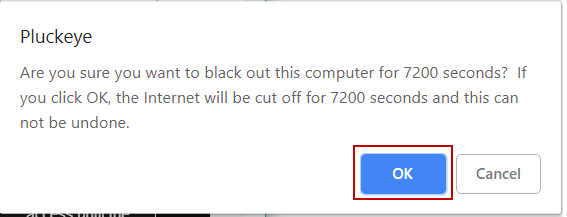 Pluckeye
Are you sure you want to black out this computer for 7200 seconds?  If
you click OK, the Internet will be cut off for 7200 seconds and this can
not be undone.
OK Cancel